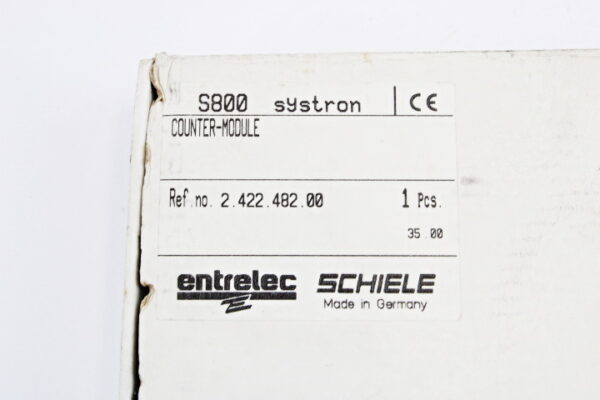 S800 systron CE
COUNTER-MODULE
Ref.no. 2.422.482.00 1 Pcs.
35.00
entrelec SCHIELE
Made in Germany